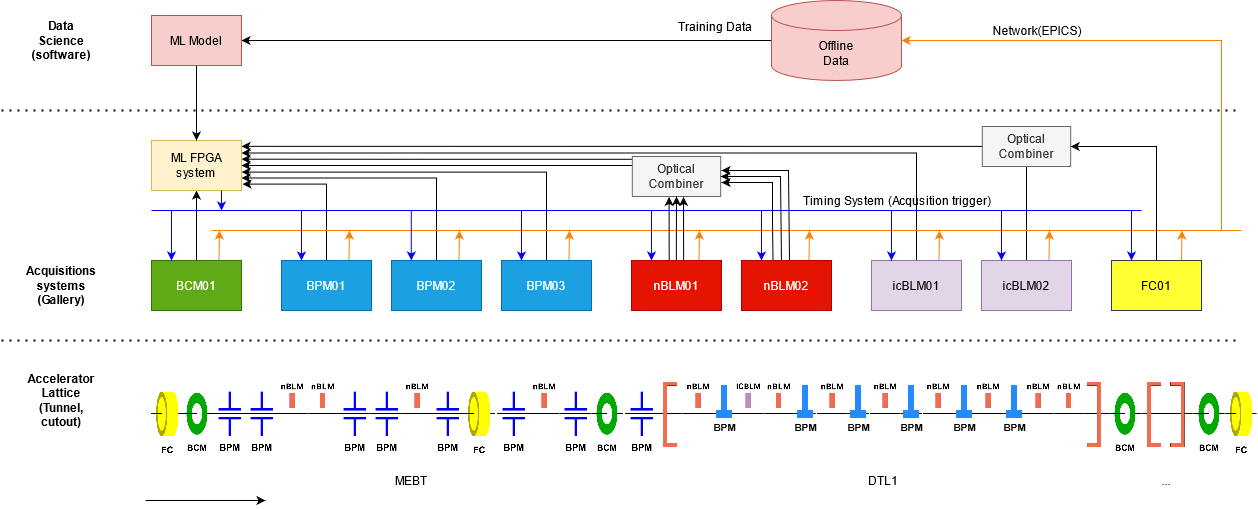 Data
Science
(software)
ML Model
Training Data
Offline
Data
Network(EPICS)
ML FPGA
system
Optical
Combiner
Optical
Combiner
Timing System (Acqusition trigger)
Acquisitions
systems
(Gallery)
BCM01
BPM01
BPM02
BPM03
nBLM01
nBLM02
icBLM01
icBLM02
FC01
Accelerator
Lattice
(Tunnel,
cutout)
nBLM nBLM nBLM nBLM nBLM ICBLM nBLM nBLM nBLM nBLM nBLM nBLM nBLM
FC BCM BPM BPM BPM BPM BPM FC BPM BPM BCM BPM BPM BPM BPM BPM BPM BPM BCM BCM FC
MEBT
DTL1
...